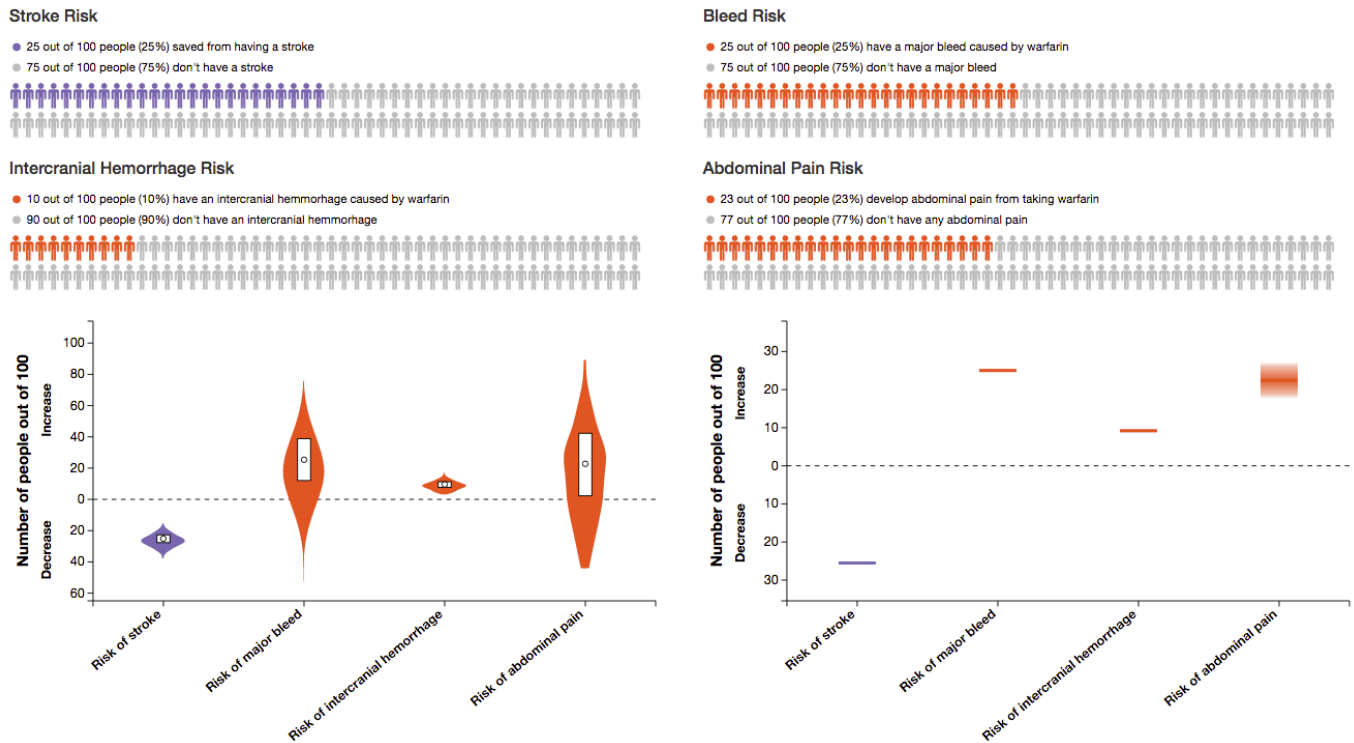 Stroke Risk
25 out of 100 people (25%) saved from having a stroke
75 out of 100 people (75%) don't have a stroke
Bleed Risk
25 out of 100 people (25%) have a major bleed caused by warfarin
75 out of 100 people (75%) don't have a major bleed
Intercranial Hemorrhage Risk
10 out of 100 people (10%) have an intercranial hemmorhage caused by warfarin
90 out of 100 people (90%) don't have an intercranial hemmorhage
Abdominal Pain Risk
23 out of 100 people (23%) develop abdominal pain from taking warfarin
77 out of 100 people (77%) don't have any abdominal pain
Number of people out of 100
Increase
Decrease
100
80
60
40
20
0
20
40
60
Risk of stroke
Risk of major bleed
Risk of intercranial hemorrhage
Risk of abdominal pain
Number of people out of 100
Increase
Decrease
30
20
10
0
10
20
30
Risk of stroke
Risk of major bleed
Risk of intercranial hemorrhage
Risk of abdominal pain